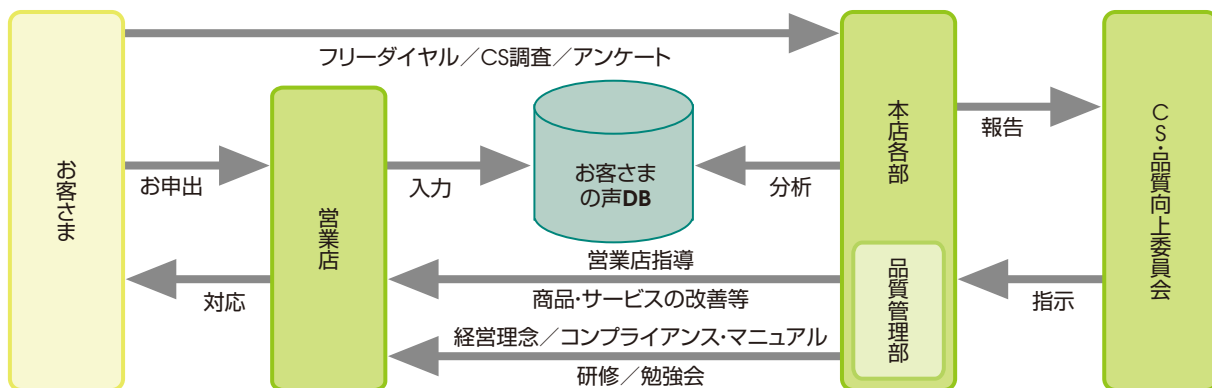 フリーダイヤル／CS調査／アンケート
お客さま
お申出
対応
営業店
入力
お客さま
の声DB
分析
営業店指導
商品・サービスの改善等
経営理念／コンプライアンス・マニュアル
研修／勉強会
本店各部
品質管理部
報告
指示
CS・品質向上委員会